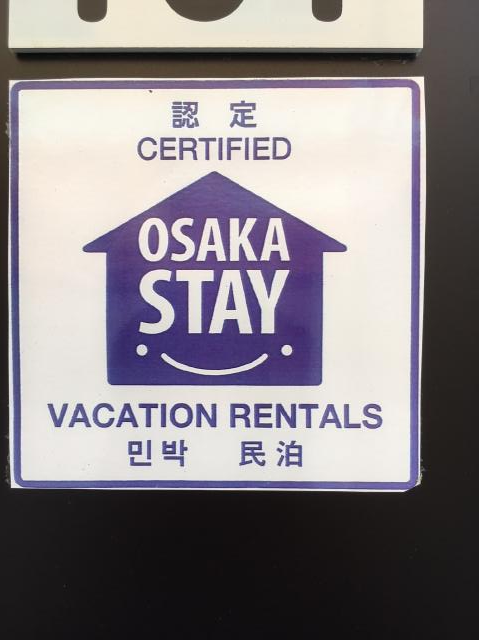 認 定
CERTIFIED
OSAKA
STAY
VACATION RENTALS
민박 民泊